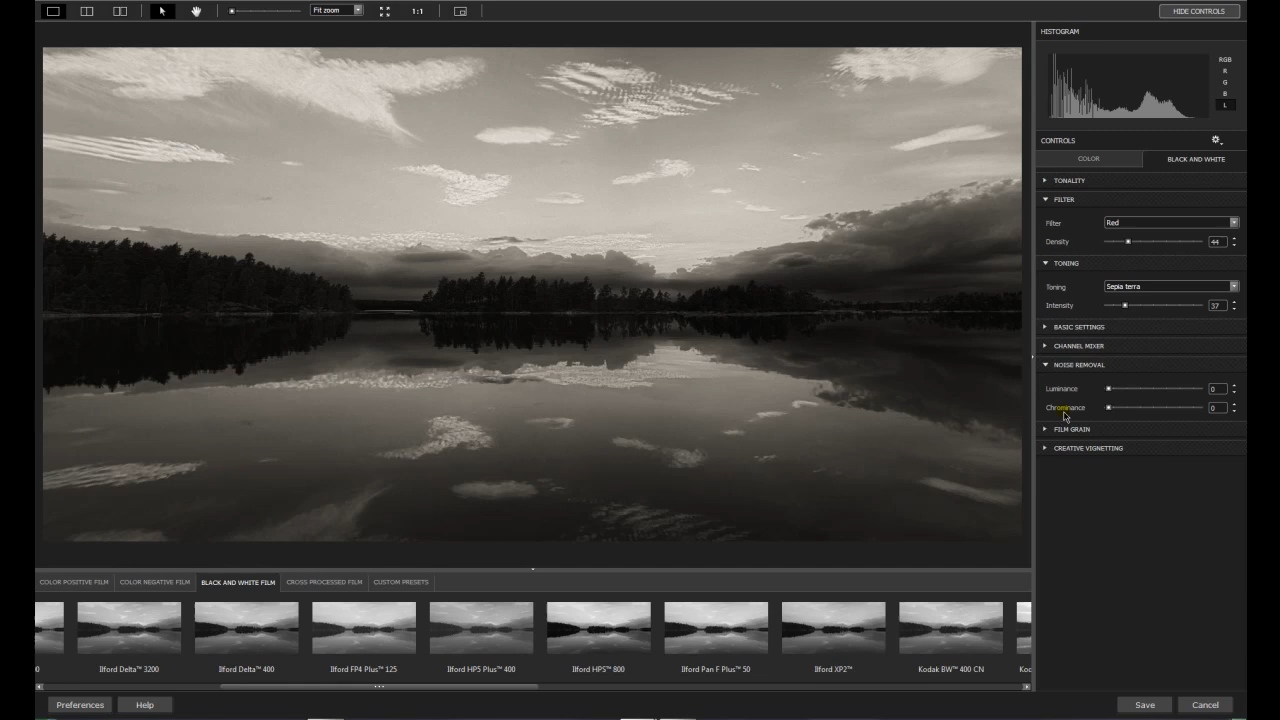 Fit zoom
1:1
HIDE CONTROLS
HISTOGRAM
RGB
R
G
B
L
CONTROLS
COLOR
BLACK AND WHITE
TONALITY
FILTER
Filter
Red
Density
44
TONING
Toning
Sepia terra
Intensity
37
BASIC SETTINGS
CHANNEL MIXER
NOISE REMOVAL
Luminance
0
Chrominance
0
FILM GRAIN
CREATIVE VIGNETTING
COLOR POSITIVE FILM
COLOR NEGATIVE FILM
BLACK AND WHITE FILM
CROSS PROCESSED FILM
CUSTOM PRESETS
Ilford Delta™ 3200
Ilford Delta™ 400
Ilford FP4 Plus™ 125
Ilford HP5 Plus™ 400
Ilford HPS™ 800
Ilford Pan F Plus™ 50
Ilford XP2™
Kodak BW™ 400 CN
Preferences
Help
Save
Cancel